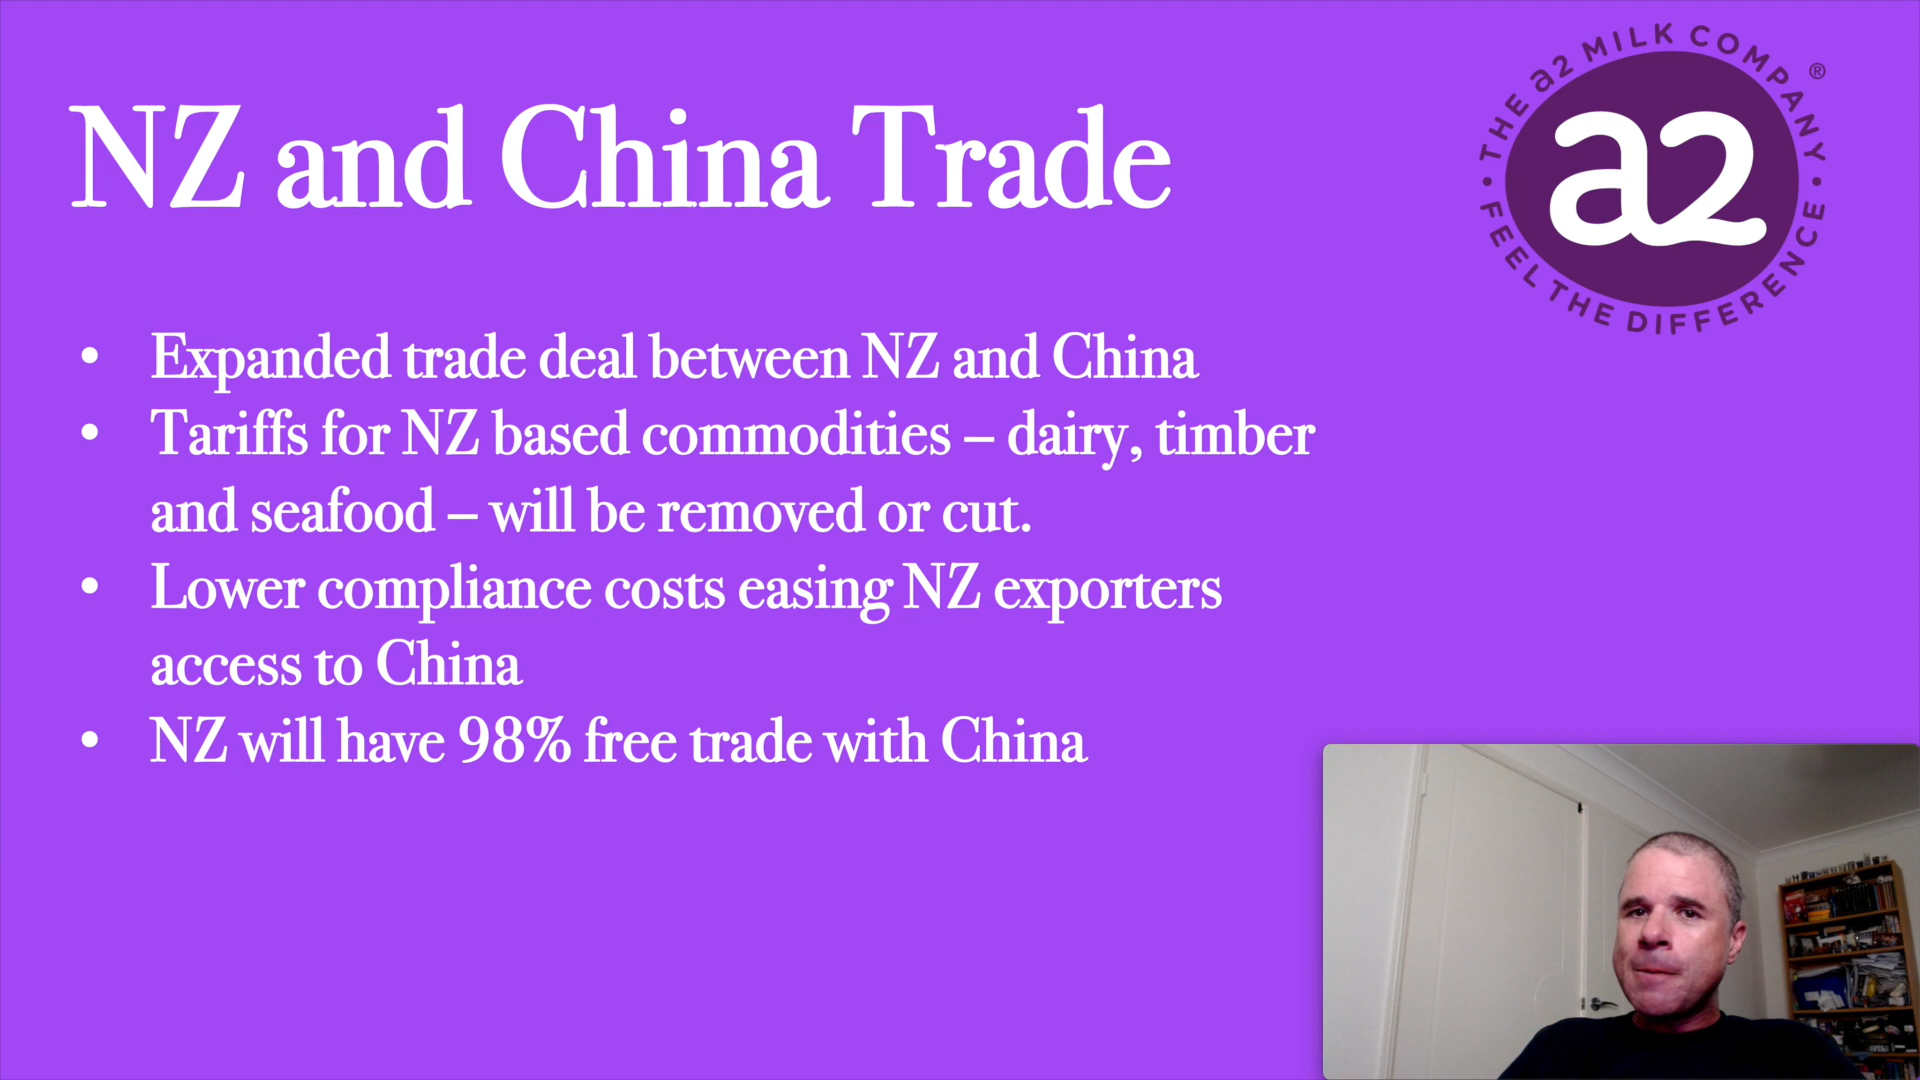 NZ and China Trade
THE a2 MILK COMPANY ®
a2
FEEL THE DIFFERENCE
• Expanded trade deal between NZ and China
• Tariffs for NZ based commodities – dairy, timber
and seafood – will be removed or cut.
• Lower compliance costs easing NZ exporters
access to China
• NZ will have 98% free trade with China